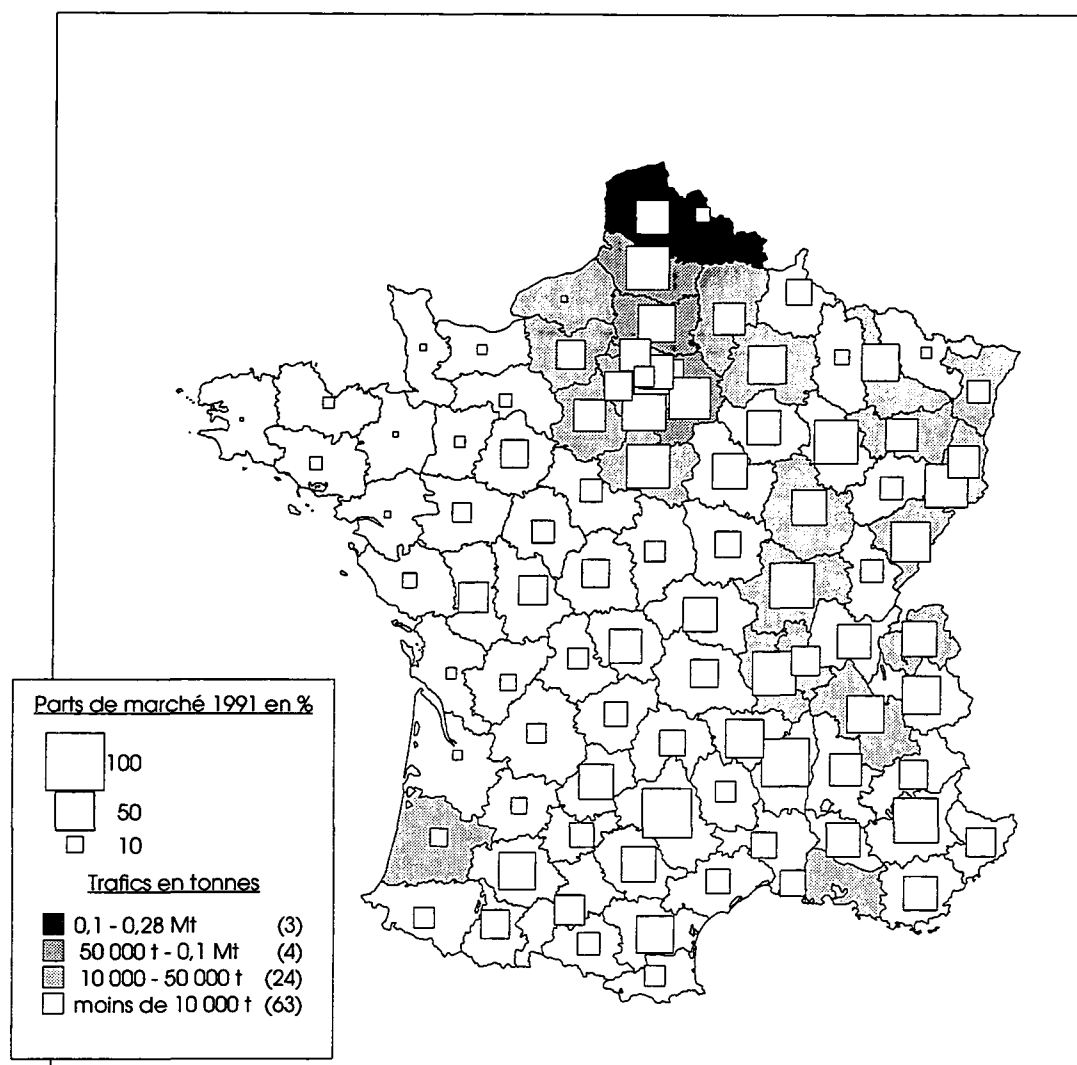 Parts de marché 1991 en %
100
50
10
Trafics en tonnes
0,1 - 0,28 Mt (3)
50 000 t - 0,1 Mt (4)
10 000 - 50 000 t (24)
moins de 10 000 t (63)